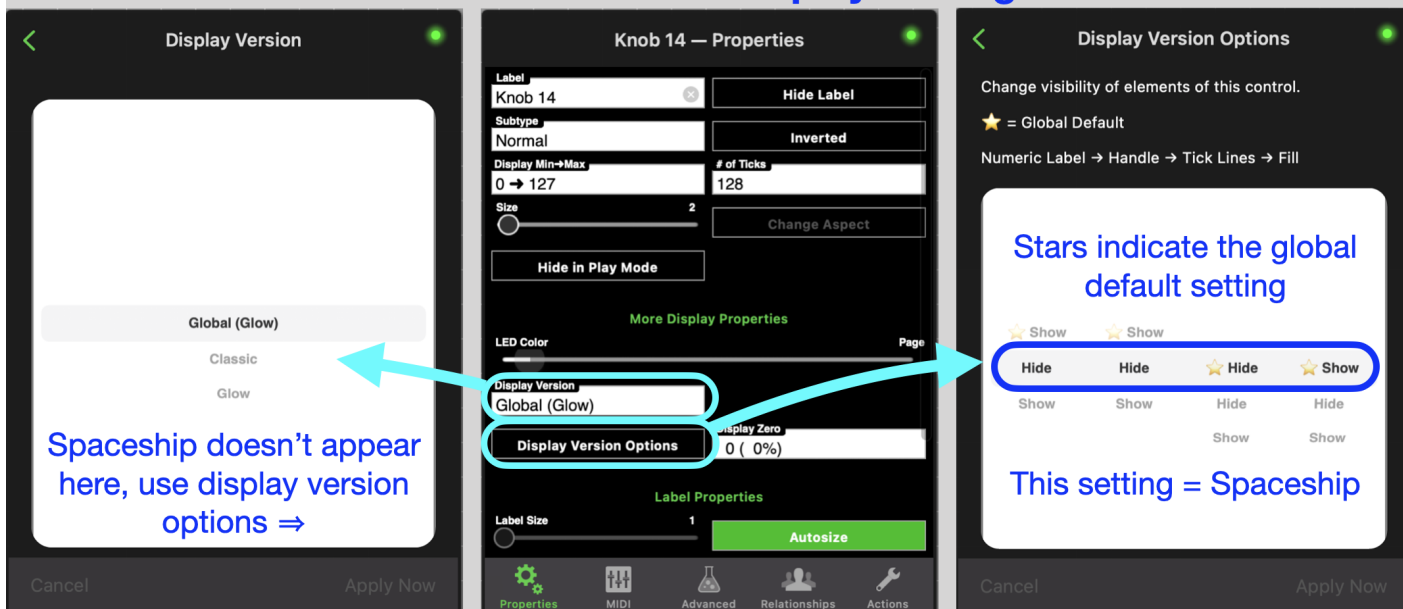 Display Version
Global (Glow)
Classic
Glow
Spaceship doesn't appear
here, use display version
options ⇒
Cancel
Apply Now
Knob 14 — Properties
Label
Knob 14
Hide Label
Subtype
Normal
Inverted
Display Min→Max
0 → 127
# of Ticks
128
Size
2
Change Aspect
Hide in Play Mode
More Display Properties
LED Color
Page
Display Version
Global (Glow)
Display Version Options
Display Zero
0 ( 0%)
Label Properties
Label Size
1
Autosize
Properties
MIDI
Advanced
Relationships
Actions
Display Version Options
Change visibility of elements of this control.
⭐ = Global Default
Numeric Label → Handle → Tick Lines → Fill
Stars indicate the global
default setting
⭐ Show ⭐ Show
Hide Hide ⭐ Hide ⭐ Show
Show Show Hide Hide
Show Show
This setting = Spaceship
Cancel
Apply Now